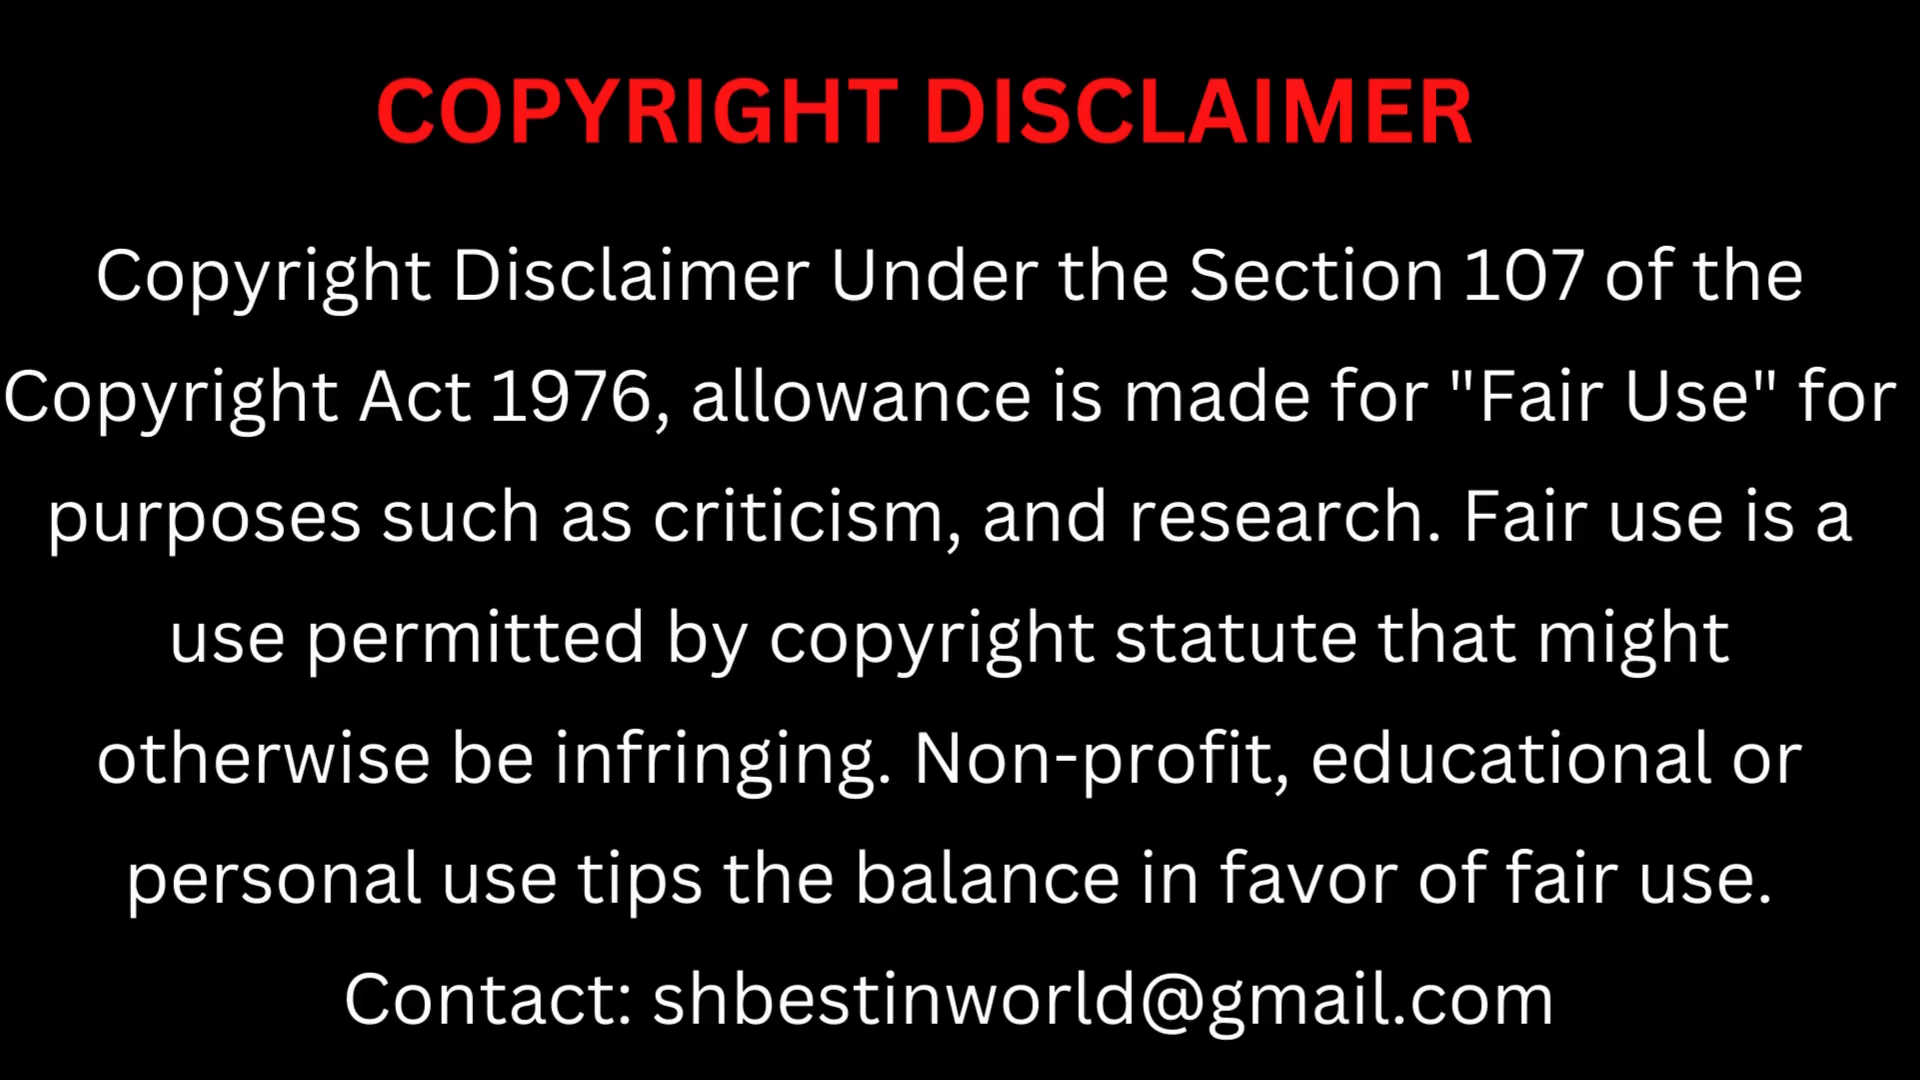 COPYRIGHT DISCLAIMER
Copyright Disclaimer Under the Section 107 of the
Copyright Act 1976, allowance is made for "Fair Use" for
purposes such as criticism, and research. Fair use is a
use permitted by copyright statute that might
otherwise be infringing. Non-profit, educational or
personal use tips the balance in favor of fair use.
Contact: shbestinworld@gmail.com